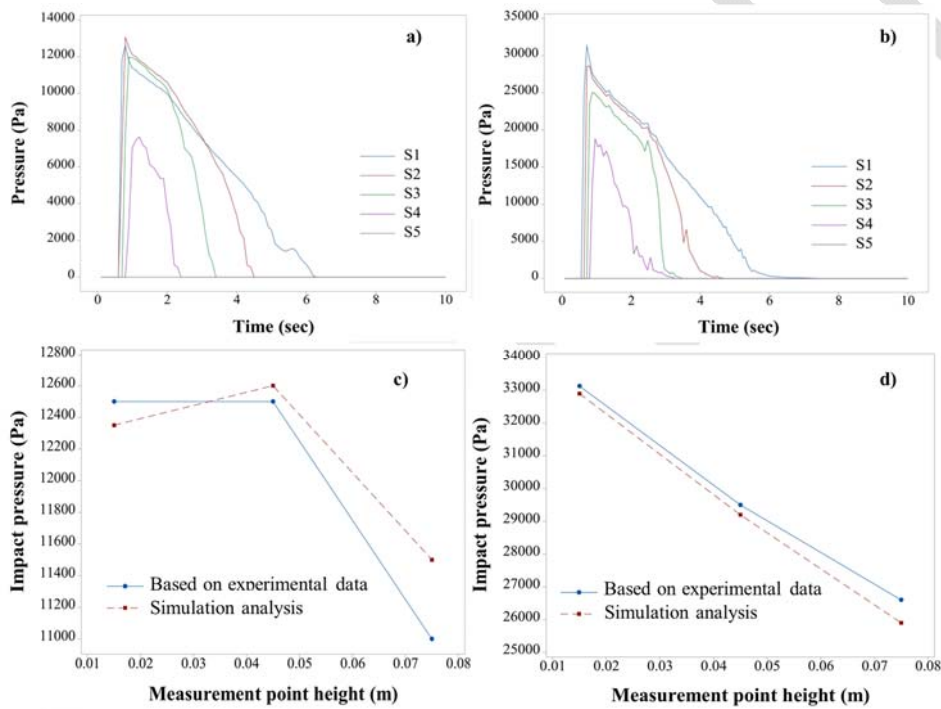 a)
14000
12000
10000
8000
6000
4000
2000
0
Pressure (Pa)
S1
S2
S3
S4
S5
0 2 4 6 8 10
Time (sec)
b)
35000
30000
25000
20000
15000
10000
5000
0
Pressure (Pa)
S1
S2
S3
S4
S5
0 2 4 6 8 10
Time (sec)
c)
12800
12600
12400
12200
12000
11800
11600
11400
11200
11000
Impact pressure (Pa)
Based on experimental data
Simulation analysis
0.01 0.02 0.03 0.04 0.05 0.06 0.07 0.08
Measurement point height (m)
d)
34000
33000
32000
31000
30000
29000
28000
27000
26000
25000
Impact pressure (Pa)
Based on experimental data
Simulation analysis
0.01 0.02 0.03 0.04 0.05 0.06 0.07 0.08
Measurement point height (m)